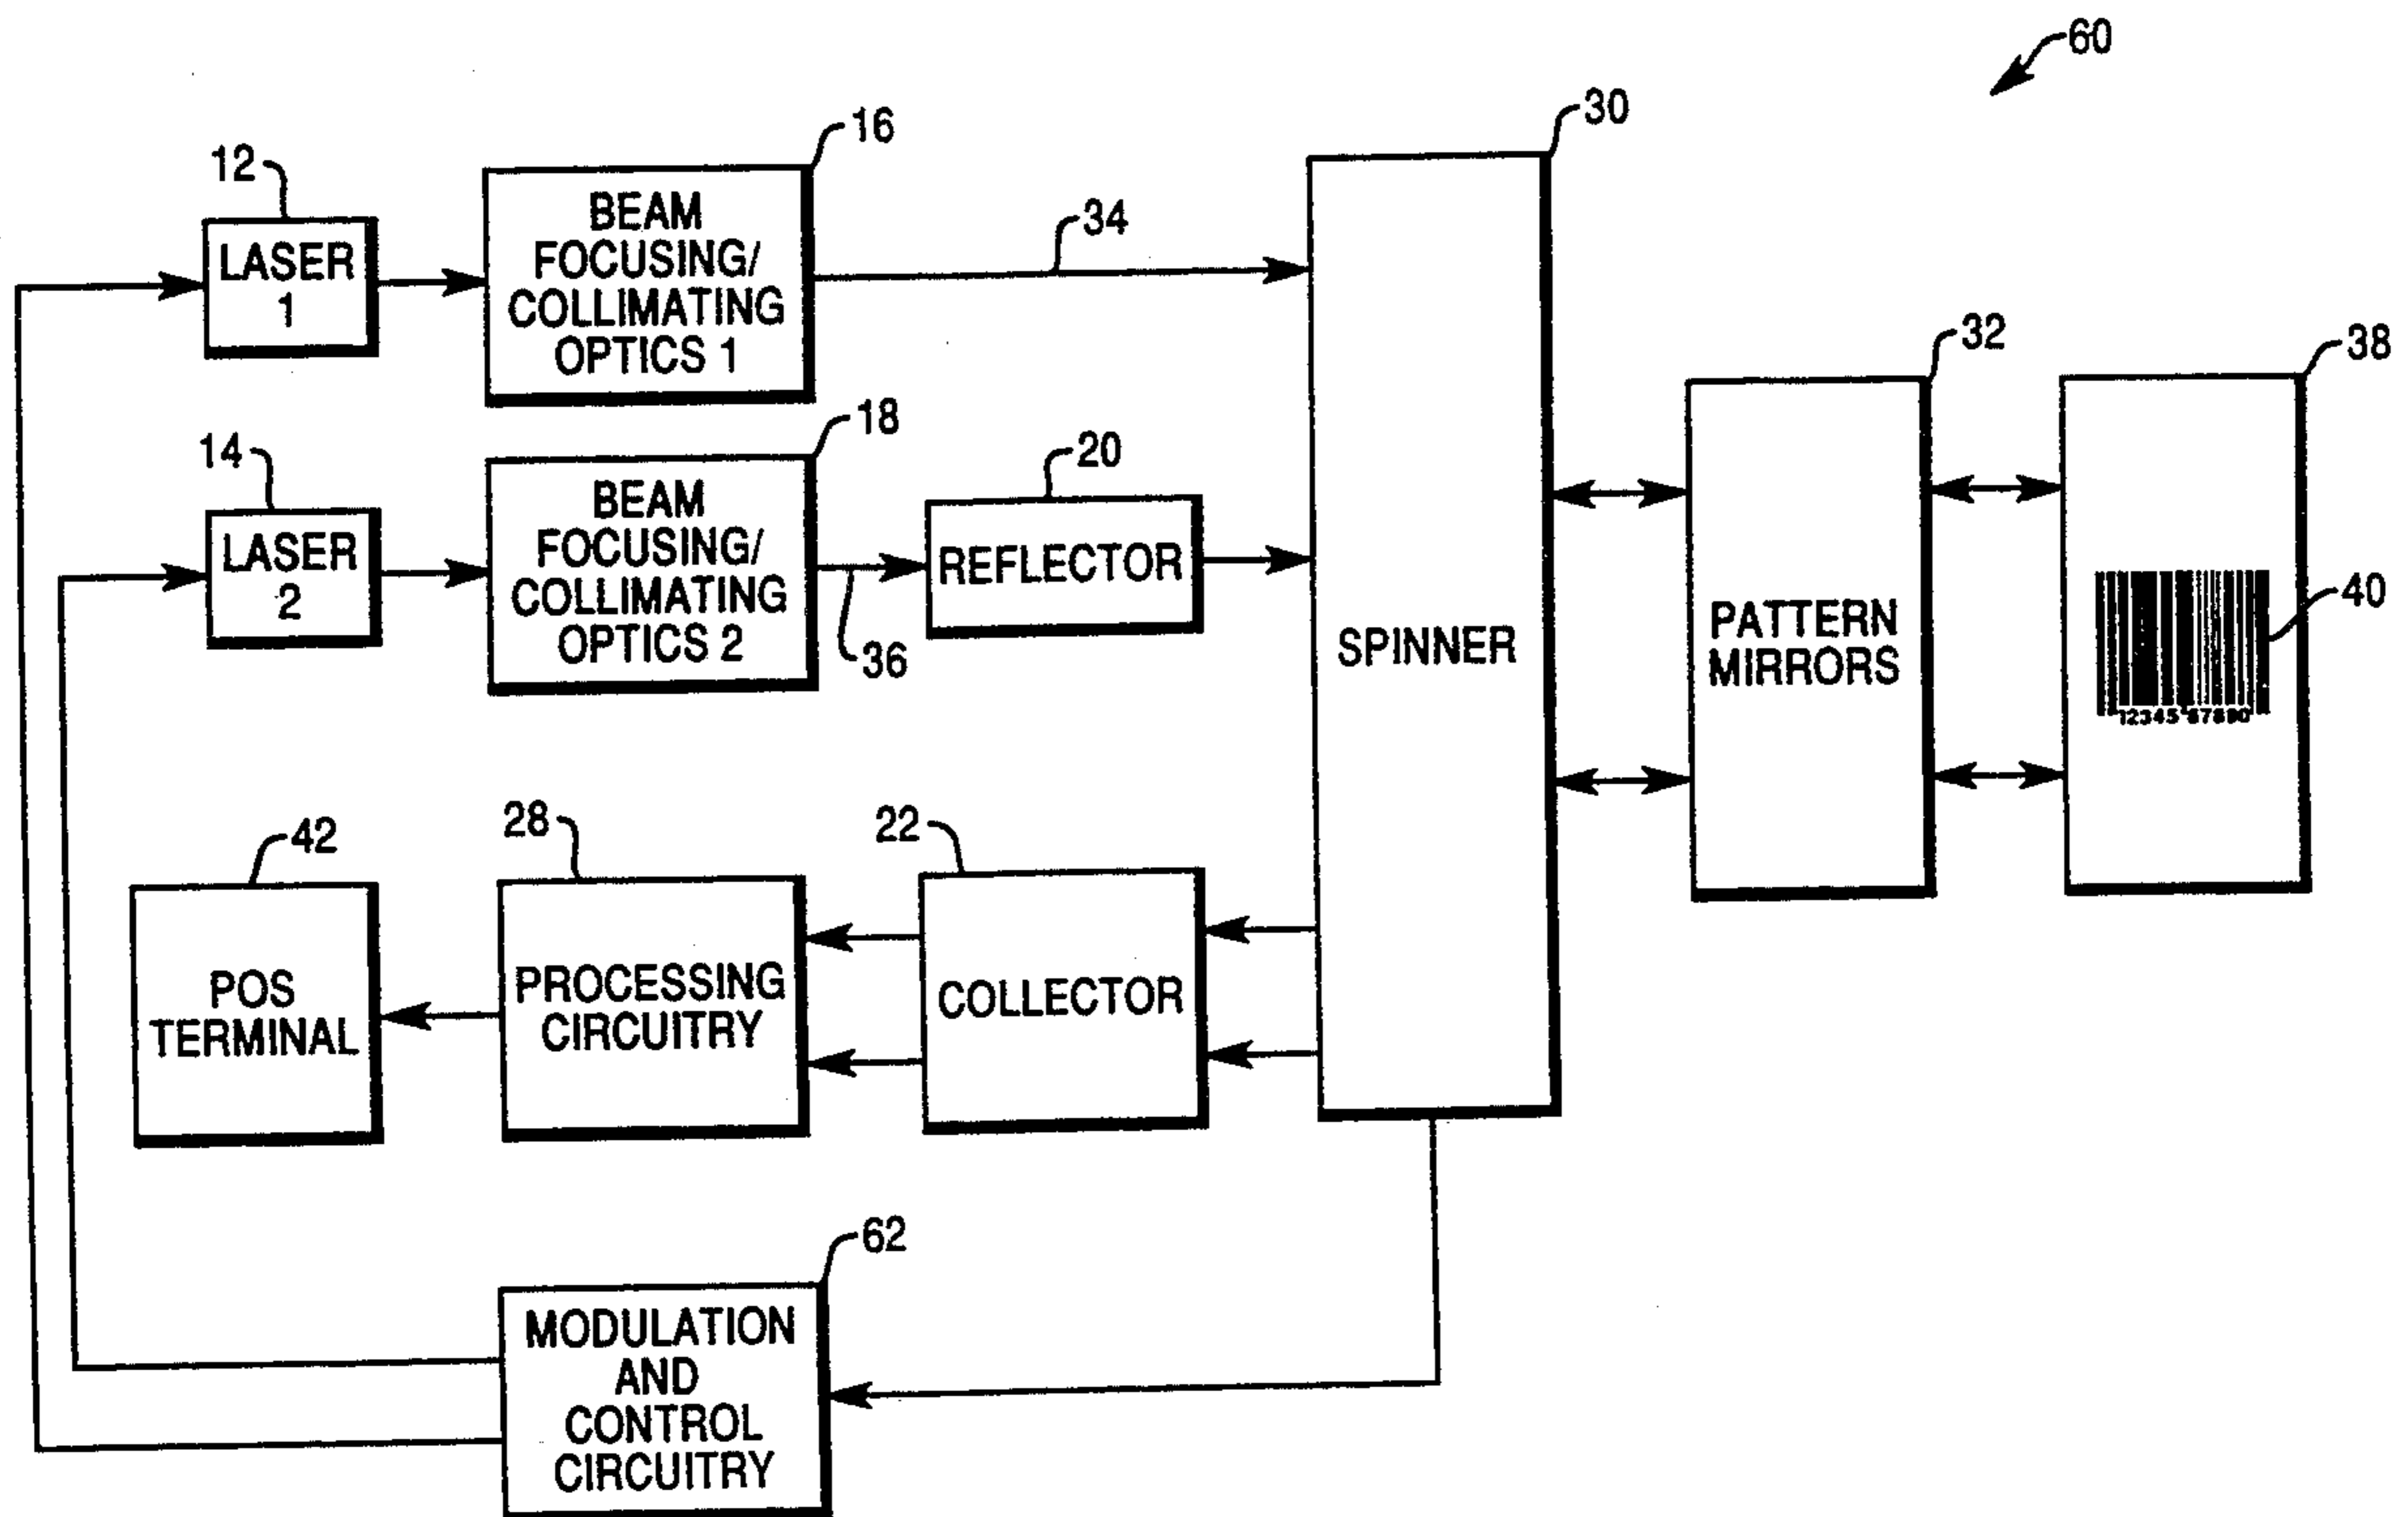 60
30
16
12
34
BEAM
FOCUSING/
COLLIMATING
OPTICS 1
LASER
1
32
38
18
14
20
BEAM
FOCUSING/
COLLIMATING
OPTICS 2
LASER
2
REFLECTOR
36
SPINNER
PATTERN
MIRRORS
40
12345 67890
42
28
22
POS
TERMINAL
PROCESSING
CIRCUITRY
COLLECTOR
62
MODULATION
AND
CONTROL
CIRCUITRY